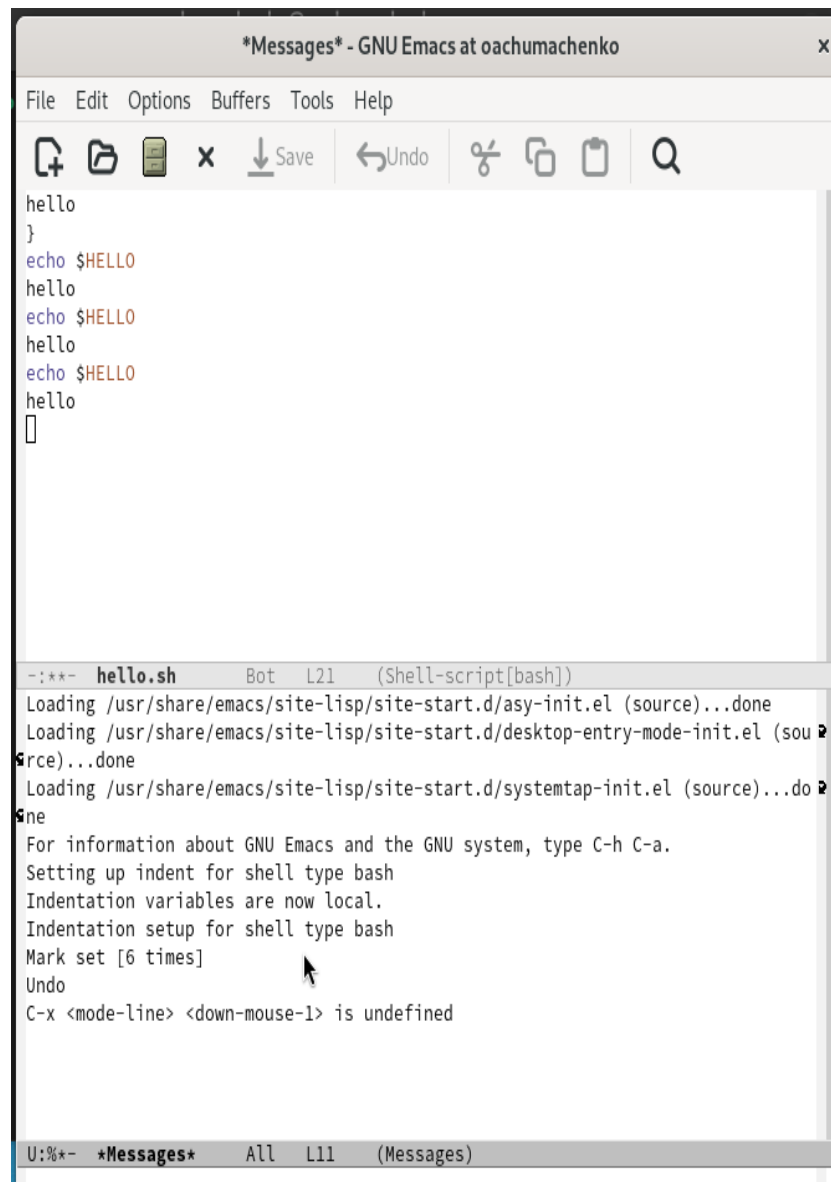 *Messages* - GNU Emacs at oachumachenko
x
File Edit Options Buffers Tools Help
Save Undo
hello
}
echo $HELLO
hello
echo $HELLO
hello
echo $HELLO
hello
-:**- hello.sh Bot L21 (Shell-script[bash])
Loading /usr/share/emacs/site-lisp/site-start.d/asy-init.el (source)...done
Loading /usr/share/emacs/site-lisp/site-start.d/desktop-entry-mode-init.el (sou
rce)...done
Loading /usr/share/emacs/site-lisp/site-start.d/systemtap-init.el (source)...do
ne
For information about GNU Emacs and the GNU system, type C-h C-a.
Setting up indent for shell type bash
Indentation variables are now local.
Indentation setup for shell type bash
Mark set [6 times]
Undo
C-x <mode-line> <down-mouse-1> is undefined
U:%*- *Messages* All L11 (Messages)